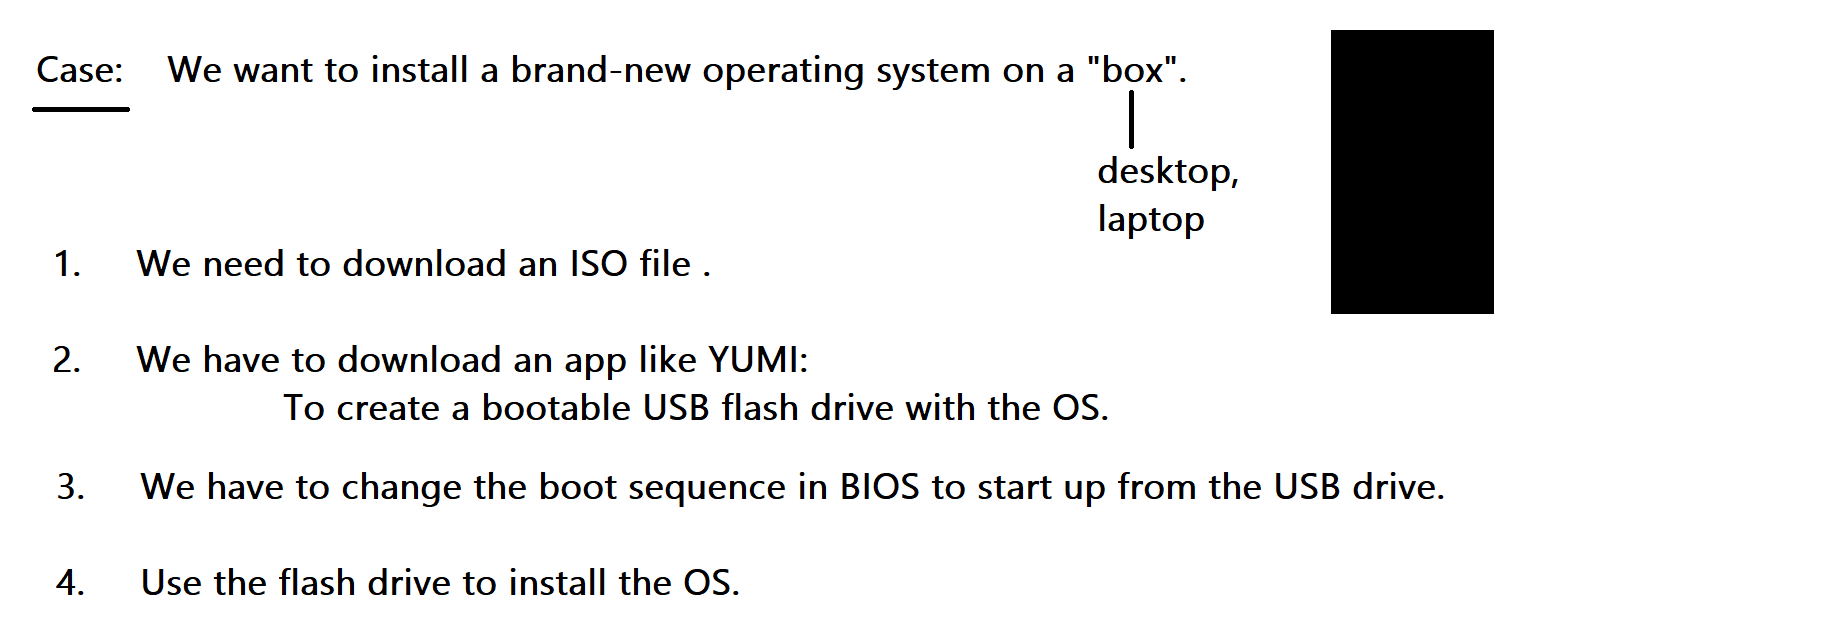 Case: We want to install a brand-new operating system on a "box".
desktop,
laptop
1. We need to download an ISO file .
2. We have to download an app like YUMI:
To create a bootable USB flash drive with the OS.
3. We have to change the boot sequence in BIOS to start up from the USB drive.
4. Use the flash drive to install the OS.